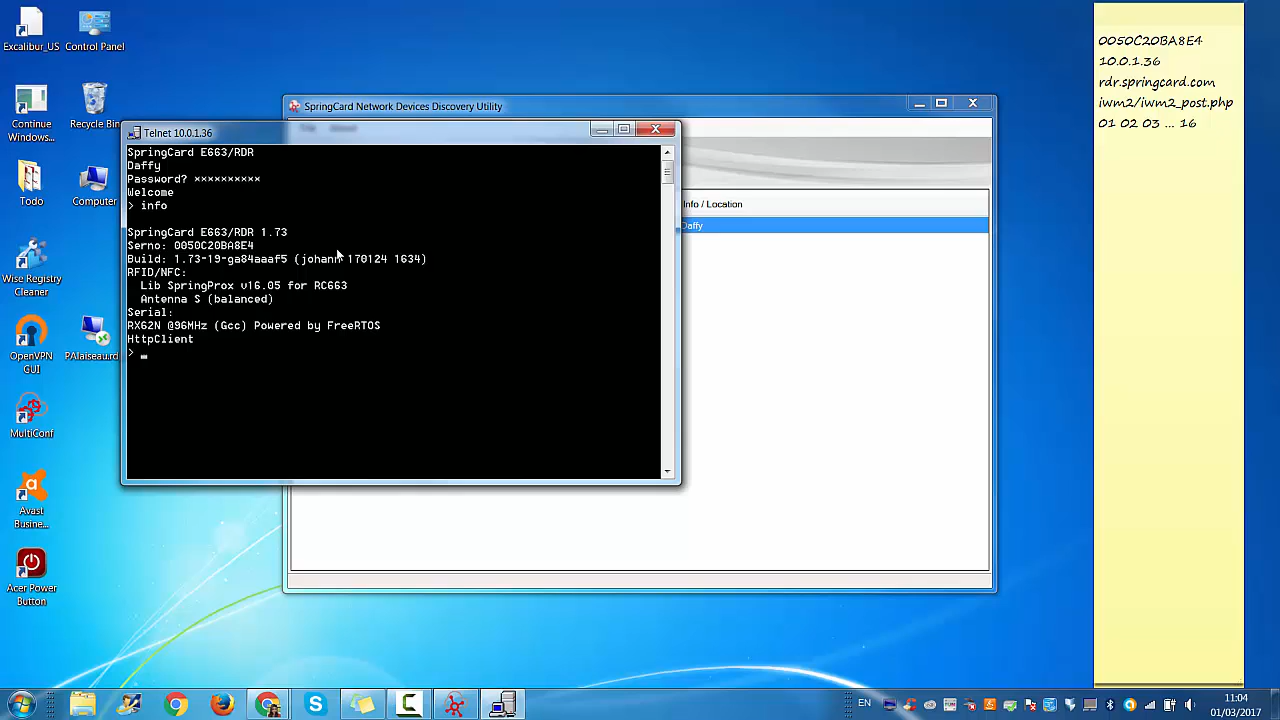 Excalibur_US
Control Panel
Continue Windows...
Recycle Bin
Todo
Computer
Wise Registry Cleaner
OpenVPN GUI
PAlaiseau.rd
MultiConf
Avast Busine...
Acer Power Button
SpringCard Network Devices Discovery Utility
About
Info / Location
Daffy
Telnet 10.0.1.36
SpringCard E663/RDR
Daffy
Password? ××××××××××
Welcome
> info
SpringCard E663/RDR 1.73
Serno: 0050C20BA8E4
Build: 1.73-19-ga84aaaf5 (johann 170124 1634)
RFID/NFC:
Lib SpringProx v16.05 for RC663
Antenna S (balanced)
Serial:
RX62N @96MHz (Gcc) Powered by FreeRTOS
HttpClient
> _
0050C20BA8E4
10.0.1.36
rdr.springcard.com
iwm2/iwm2_post.php
01 02 03 ... 16
EN
11:04
01/03/2017